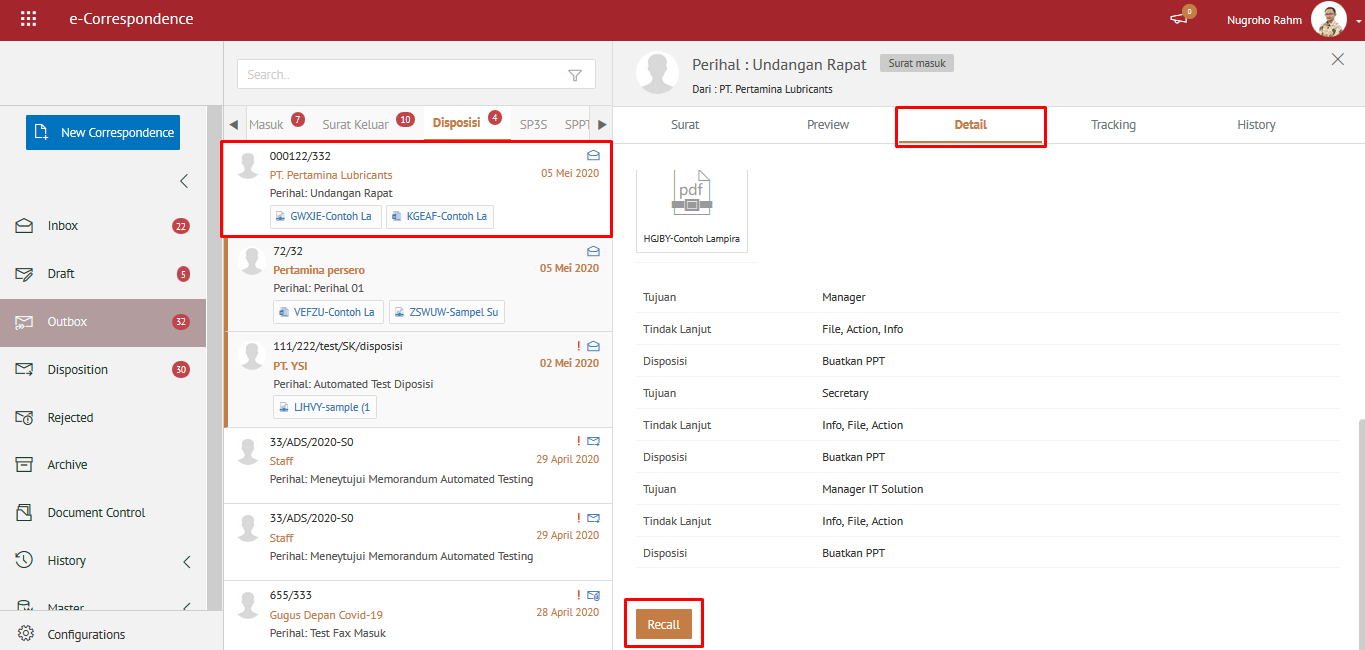 e-Correspondence
0
Nugroho Rahm
New Correspondence
Inbox
22
Draft
5
Outbox
32
Disposition
30
Rejected
Archive
Document Control
History
Master
Configurations
Search..
Masuk 7
Surat Keluar 10
Disposisi 4
SP3S
SPPT
000122/332
PT. Pertamina Lubricants
05 Mei 2020
Perihal: Undangan Rapat
GWXJE-Contoh La
KGEAF-Contoh La
72/32
Pertamina persero
05 Mei 2020
Perihal: Perihal 01
VEFZU-Contoh La
ZSWUW-Sampel Su
111/222/test/SK/disposisi
!
PT. YSI
02 Mei 2020
Perihal: Automated Test Diposisi
LJHVY-sample (1
33/ADS/2020-S0
!
Staff
29 April 2020
Perihal: Meneytujui Memorandum Automated Testing
33/ADS/2020-S0
!
Staff
29 April 2020
Perihal: Meneytujui Memorandum Automated Testing
655/333
!
Gugus Depan Covid-19
28 April 2020
Perihal: Test Fax Masuk
Perihal : Undangan Rapat
Surat masuk
Dari : PT. Pertamina Lubricants
Surat
Preview
Detail
Tracking
History
pdf
HGJBY-Contoh Lampira
Tujuan
Manager
Tindak Lanjut
File, Action, Info
Disposisi
Buatkan PPT
Tujuan
Secretary
Tindak Lanjut
Info, File, Action
Disposisi
Buatkan PPT
Tujuan
Manager IT Solution
Tindak Lanjut
Info, File, Action
Disposisi
Buatkan PPT
Recall